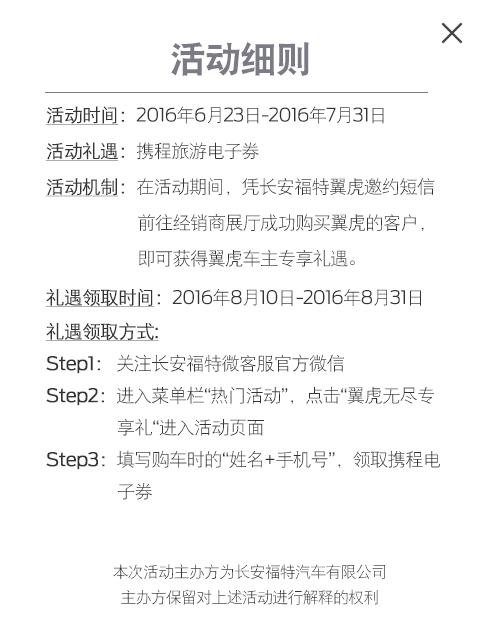 活动细则
活动时间：2016年6月23日-2016年7月31日
活动礼遇：携程旅游电子券
活动机制：在活动期间，凭长安福特翼虎邀约短信
前往经销商展厅成功购买翼虎的客户，
即可获得翼虎车主专享礼遇。
礼遇领取时间：2016年8月10日-2016年8月31日
礼遇领取方式:
Step1： 关注长安福特微客服官方微信
Step2：进入菜单栏“热门活动”，点击“翼虎无尽专
享礼“进入活动页面
Step3：填写购车时的“姓名+手机号”，领取携程电
子券
本次活动主办方为长安福特汽车有限公司
主办方保留对上述活动进行解释的权利